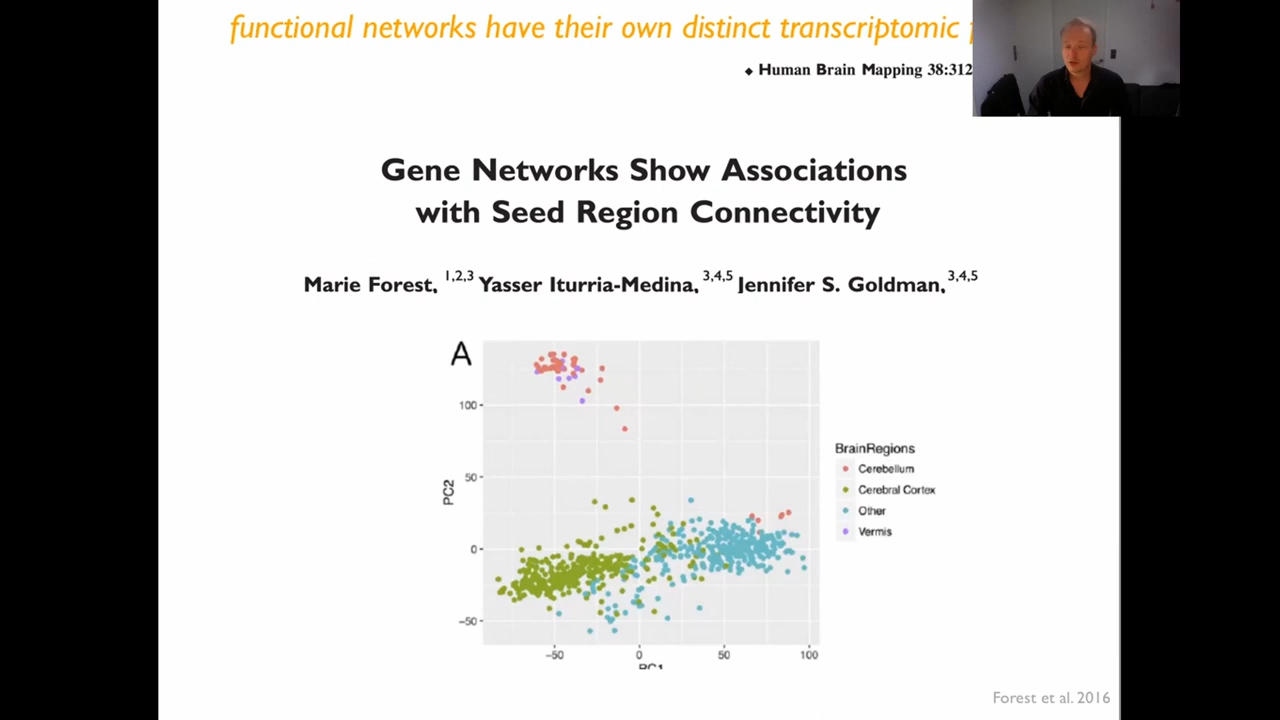 functional networks have their own distinct transcriptomic
◆ Human Brain Mapping 38:312
Gene Networks Show Associations
with Seed Region Connectivity
Marie Forest, 1,2,3 Yasser Iturria-Medina, 3,4,5 Jennifer S. Goldman, 3,4,5
A
100
50
0
−50
PC2
−50 0 50 100
PC1
BrainRegions
Cerebellum
Cerebral Cortex
Other
Vermis
Forest et al. 2016